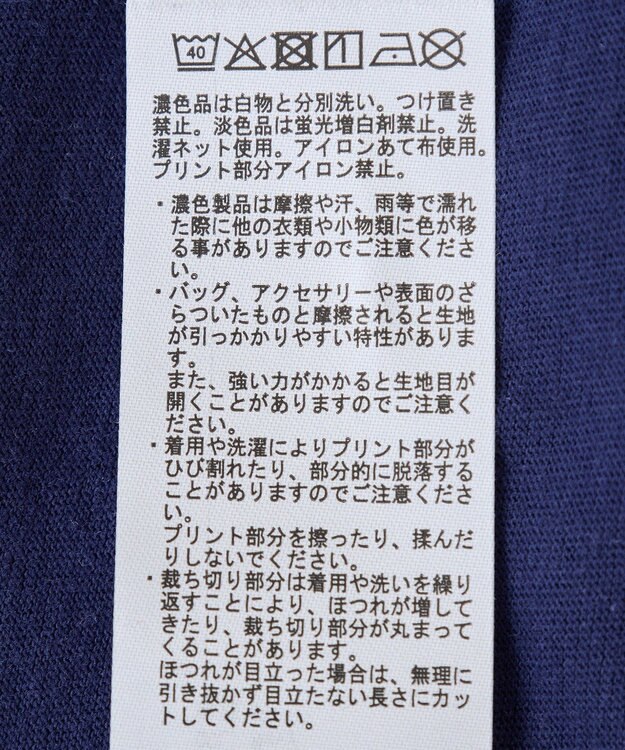 40
濃色品は白物と分別洗い。つけ置き
禁止。淡色品は蛍光増白剤禁止。洗
濯ネット使用。アイロンあて布使用。
プリント部分アイロン禁止。
・濃色製品は摩擦や汗、雨等で濡れ
た際に他の衣類や小物類に色が移
る事がありますのでご注意くださ
い。
・バッグ、アクセサリーや表面のざ
らついたものと摩擦されると生地
が引っかかりやすい特性がありま
す。
また、強い力がかかると生地目が
開くことがありますのでご注意く
ださい。
・着用や洗濯によりプリント部分が
ひび割れたり、部分的に脱落する
ことがありますのでご注意くださ
い。
プリント部分を擦ったり、揉んだ
りしないでください。
・裁ち切り部分は着用や洗いを繰り
返すことにより、ほつれが増して
きたり、裁ち切り部分が丸まって
くることがあります。
ほつれが目立った場合は、無理に
引き抜かず目立たない長さにカッ
トしてください。